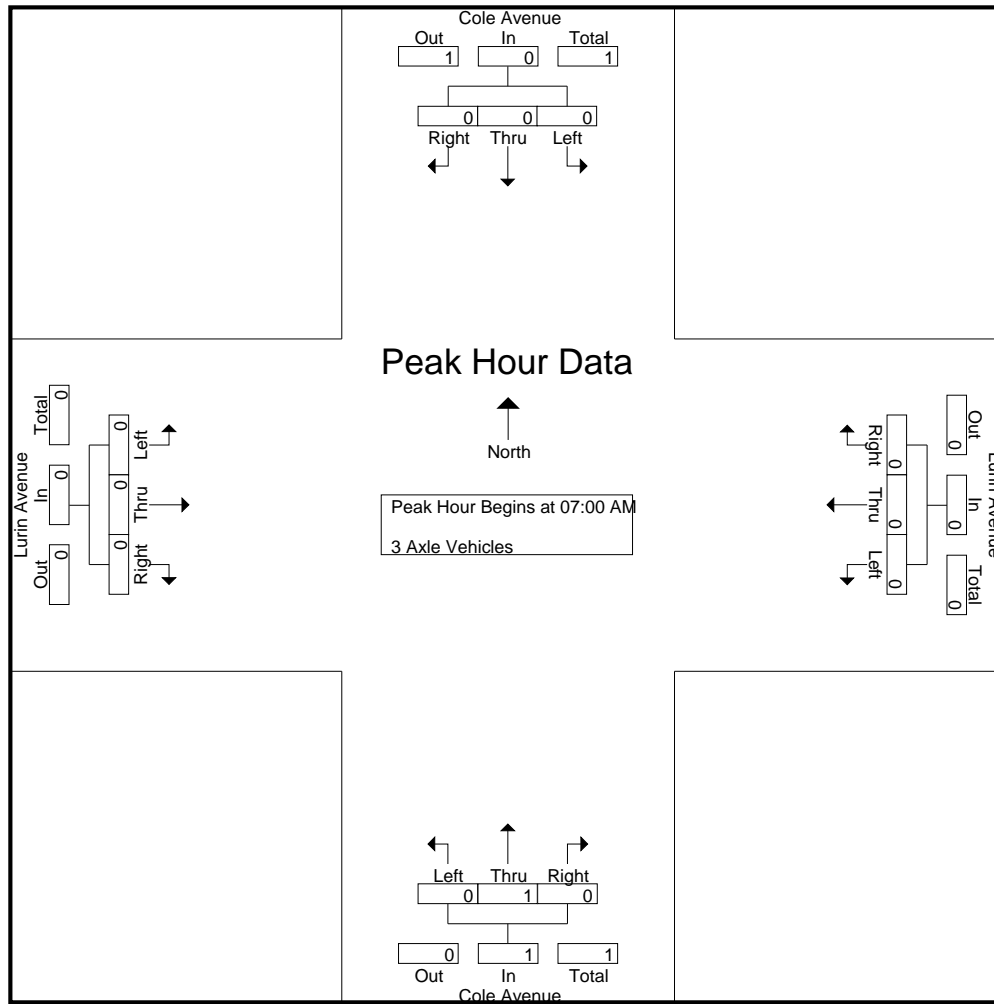 Cole Avenue
Out In Total
1 0 1
0 0 0
Right Thru Left
Peak Hour Data
North
Peak Hour Begins at 07:00 AM
3 Axle Vehicles
Lurin Avenue
Out In Total
0 0 0
Right Thru Left
0 0 0
Lurin Avenue
Out In Total
0 0 0
0 0 0
Right Thru Left
Left Thru Right
0 1 0
0 1 1
Out In Total
Cole Avenue